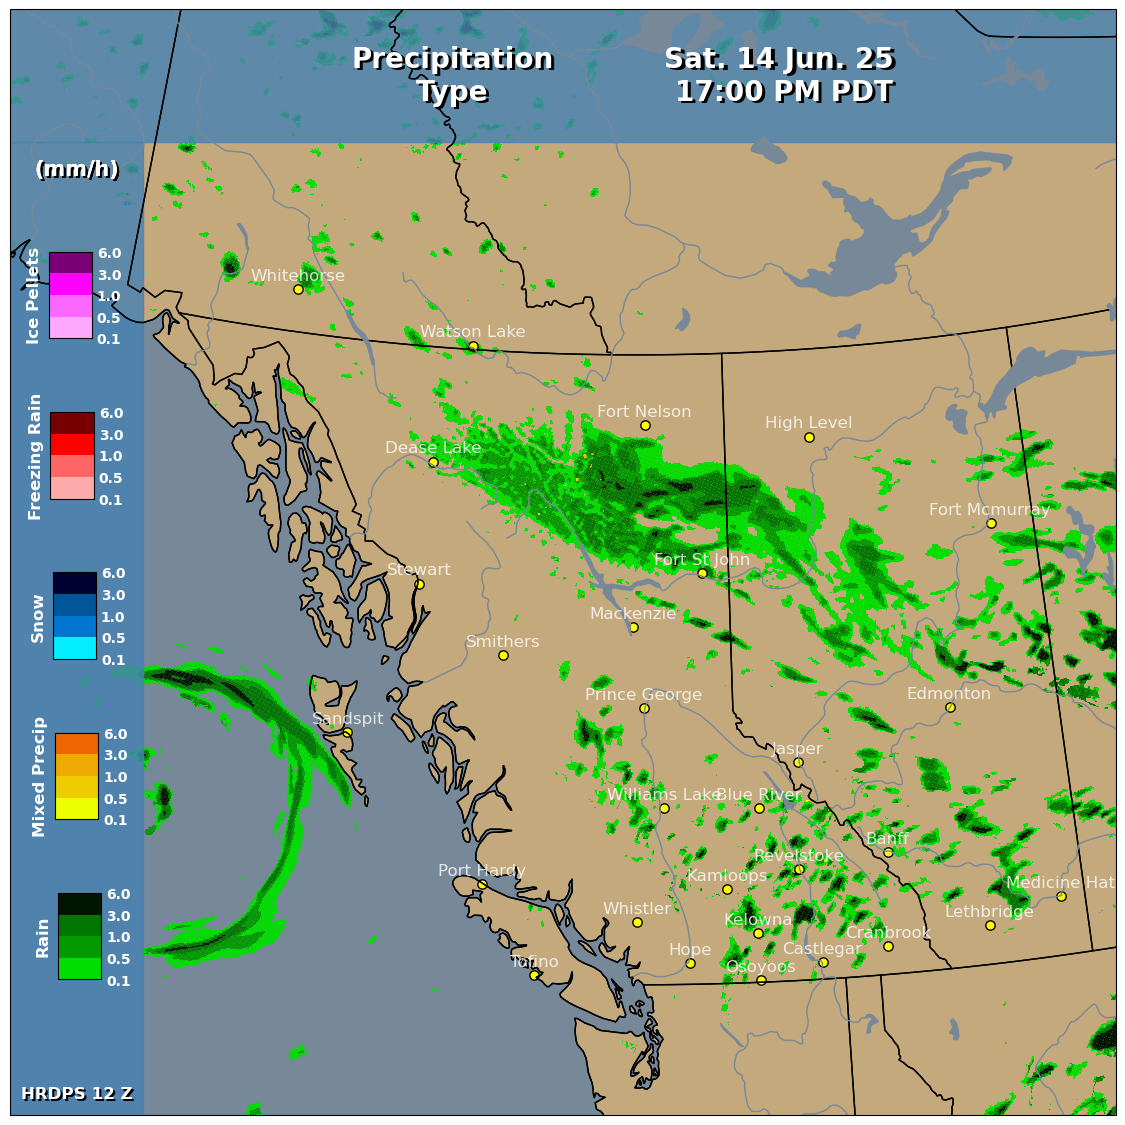 Precipitation
Type
Sat. 14 Jun. 25
17:00 PM PDT
(mm/h)
Ice Pellets
6.0
3.0
1.0
0.5
0.1
Freezing Rain
6.0
3.0
1.0
0.5
0.1
Snow
6.0
3.0
1.0
0.5
0.1
Mixed Precip
6.0
3.0
1.0
0.5
0.1
Rain
6.0
3.0
1.0
0.5
0.1
HRDPS 12 Z
Whitehorse
Watson Lake
Fort Nelson
High Level
Dease Lake
Fort Mcmurray
Fort St John
Stewart
Mackenzie
Smithers
Prince George
Edmonton
Sandspit
Jasper
Williams Lake
Blue River
Banff
Revelstoke
Port Hardy
Kamloops
Medicine Hat
Whistler
Kelowna
Lethbridge
Cranbrook
Hope
Castlegar
Tofino
Osoyoos